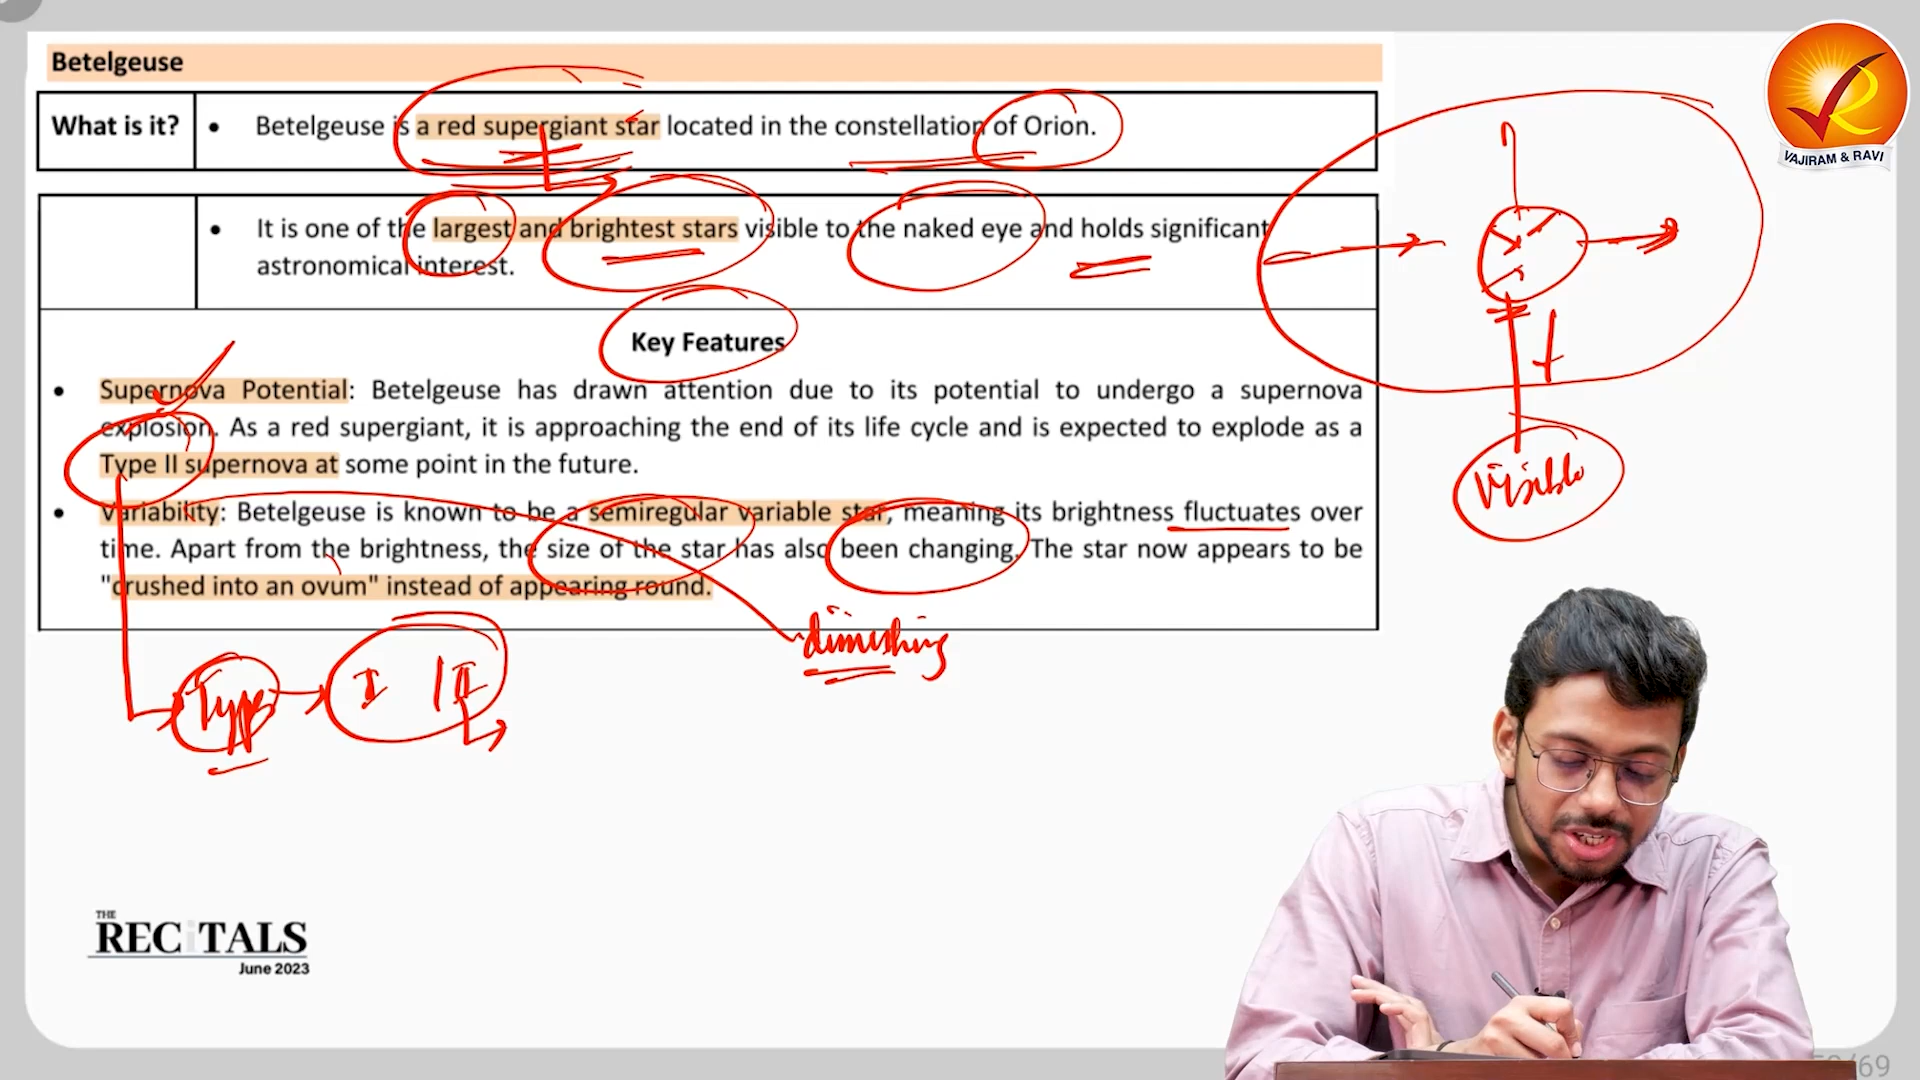 Betelgeuse
What is it?
• Betelgeuse is a red supergiant star located in the constellation of Orion.
• It is one of the largest and brightest stars visible to the naked eye and holds significant
astronomical interest.
Key Features
• Supernova Potential: Betelgeuse has drawn attention due to its potential to undergo a supernova
explosion. As a red supergiant, it is approaching the end of its life cycle and is expected to explode as a
Type II supernova at some point in the future.
• Variability: Betelgeuse is known to be a semiregular variable star, meaning its brightness fluctuates over
time. Apart from the brightness, the size of the star has also been changing. The star now appears to be
"crushed into an ovum" instead of appearing round.
Type
I II
Visible
VAJIRAM & RAVI
THE
RECiTALS
June 2023
/69